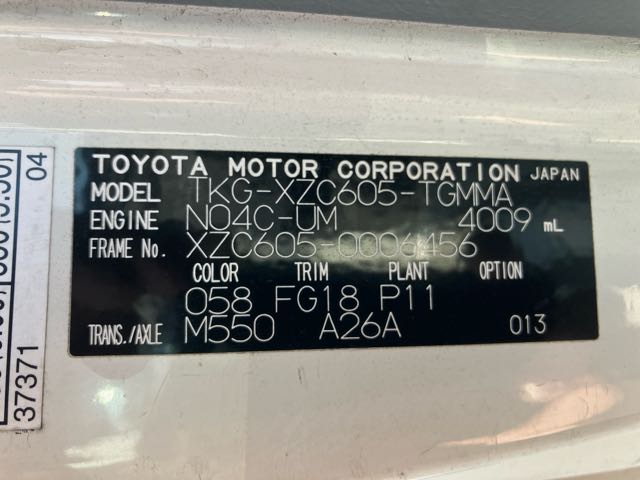 TOYOTA MOTOR CORPORATION JAPAN
MODEL TKG-XZC605-TGMMA
ENGINE N04C-UM 4009 mL
FRAME No. XZC605-0006456
COLOR TRIM PLANT OPTION
058 FG18 P11
TRANS./AXLE M550 A26A 013
04
37371